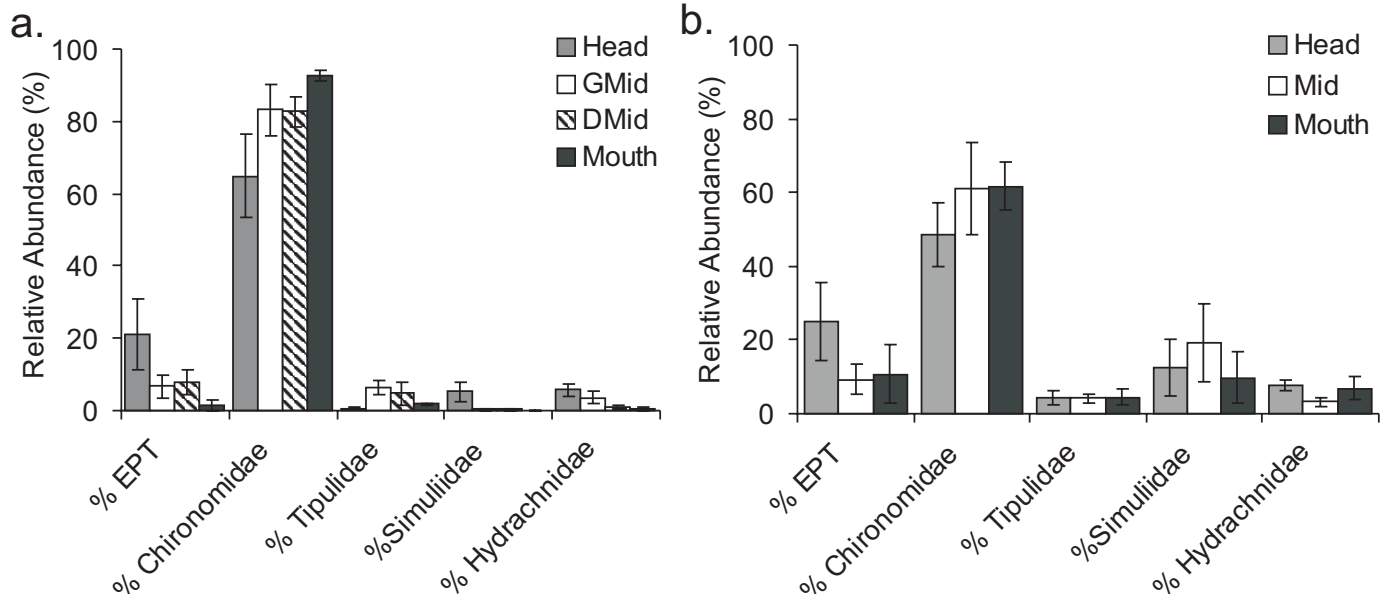 a.
Relative Abundance (%)
100
80
60
40
20
0
Head
GMid
DMid
Mouth
% EPT
% Chironomidae
% Tipulidae
%Simuliidae
% Hydrachnidae
b.
Relative Abundance (%)
100
80
60
40
20
0
Head
Mid
Mouth
% EPT
% Chironomidae
% Tipulidae
%Simuliidae
% Hydrachnidae